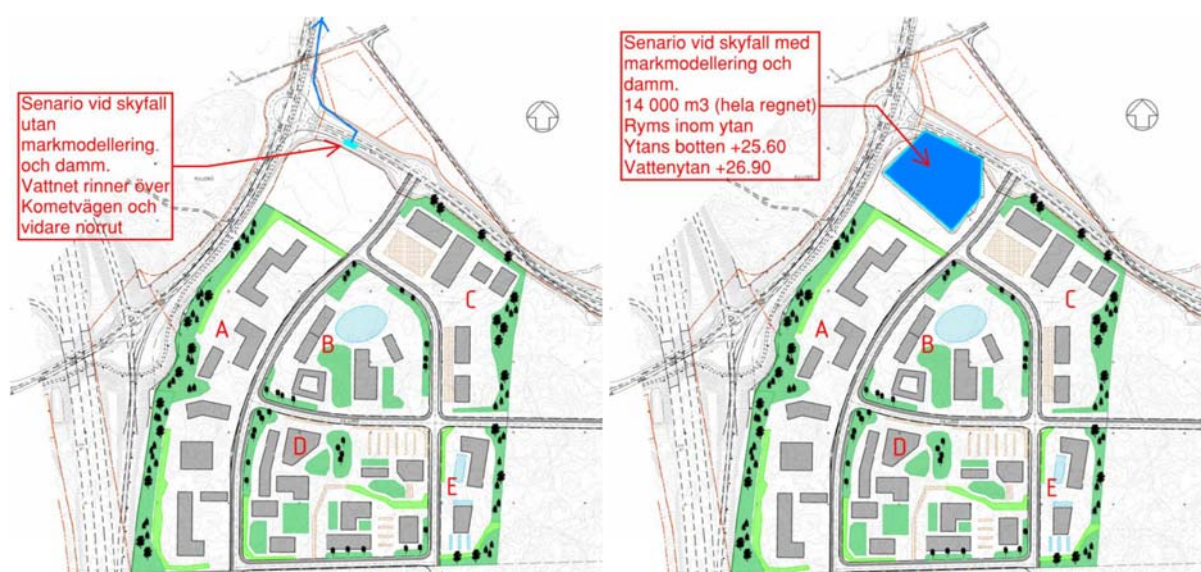 Senario vid skyfall
utan
markmodellering
och damm.
Vattnet rinner över
Kometvägen och
vidare norrut
A
B
C
D
E
Senario vid skyfall med
markmodellering och
damm.
14 000 m3 (hela regnet)
Ryms inom ytan
Ytans botten +25.60
Vattenytan +26.90
A
B
C
D
E